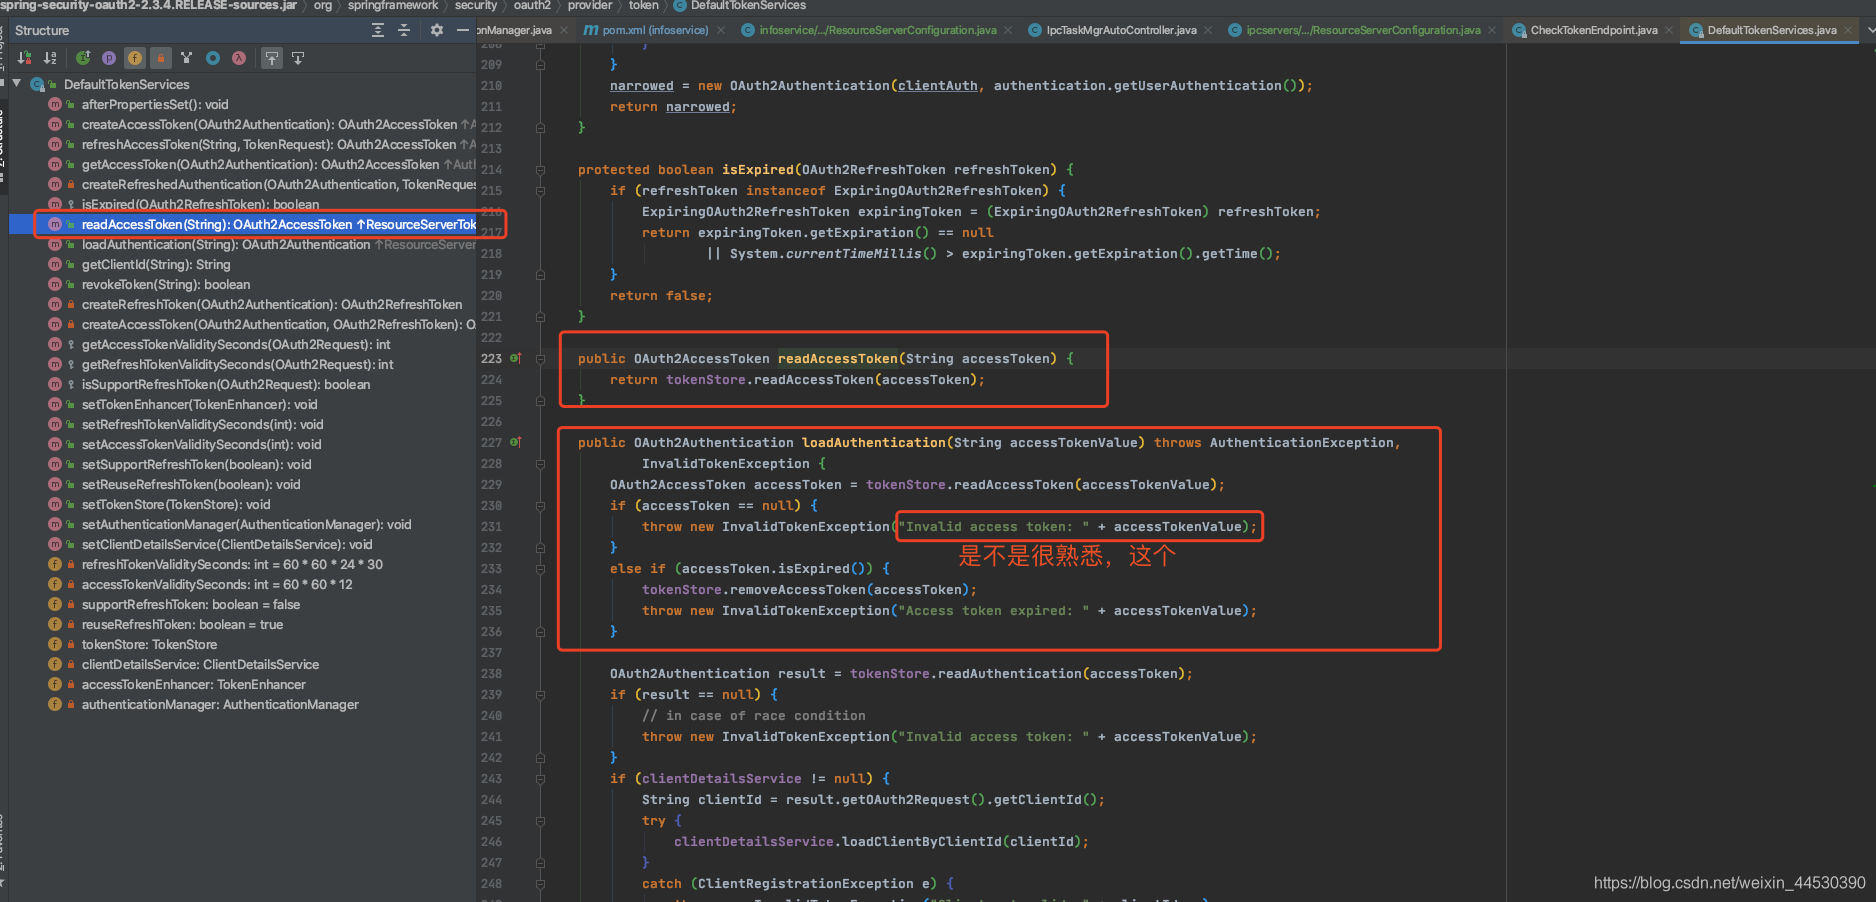 spring-security-oauth2-2.3.4.RELEASE-sources.jar › org › springframework › security › oauth2 › provider › token › DefaultTokenServices
Structure
onManager.java
pom.xml (infoservice)
infoservice/.../ResourceServerConfiguration.java
IpcTaskMgrAutoController.java
ipcservers/.../ResourceServerConfiguration.java
CheckTokenEndpoint.java
DefaultTokenServices.java
DefaultTokenServices
afterPropertiesSet(): void
createAccessToken(OAuth2Authentication): OAuth2AccessToken ↑A
refreshAccessToken(String, TokenRequest): OAuth2AccessToken ↑A
getAccessToken(OAuth2Authentication): OAuth2AccessToken ↑Auth
createRefreshedAuthentication(OAuth2Authentication, TokenReques
isExpired(OAuth2RefreshToken): boolean
readAccessToken(String): OAuth2AccessToken ↑ResourceServerTok
loadAuthentication(String): OAuth2Authentication ↑ResourceServer
getClientId(String): String
revokeToken(String): boolean
createRefreshToken(OAuth2Authentication): OAuth2RefreshToken
createAccessToken(OAuth2Authentication, OAuth2RefreshToken): O
getAccessTokenValiditySeconds(OAuth2Request): int
getRefreshTokenValiditySeconds(OAuth2Request): int
isSupportRefreshToken(OAuth2Request): boolean
setTokenEnhancer(TokenEnhancer): void
setRefreshTokenValiditySeconds(int): void
setAccessTokenValiditySeconds(int): void
setSupportRefreshToken(boolean): void
setReuseRefreshToken(boolean): void
setTokenStore(TokenStore): void
setAuthenticationManager(AuthenticationManager): void
setClientDetailsService(ClientDetailsService): void
refreshTokenValiditySeconds: int = 60 * 60 * 24 * 30
accessTokenValiditySeconds: int = 60 * 60 * 12
supportRefreshToken: boolean = false
reuseRefreshToken: boolean = true
tokenStore: TokenStore
clientDetailsService: ClientDetailsService
accessTokenEnhancer: TokenEnhancer
authenticationManager: AuthenticationManager
208 }
209 }
210 narrowed = new OAuth2Authentication(clientAuth, authentication.getUserAuthentication());
211 return narrowed;
212 }
213
214 protected boolean isExpired(OAuth2RefreshToken refreshToken) {
215 if (refreshToken instanceof ExpiringOAuth2RefreshToken) {
216 ExpiringOAuth2RefreshToken expiringToken = (ExpiringOAuth2RefreshToken) refreshToken;
217 return expiringToken.getExpiration() == null
218 || System.currentTimeMillis() > expiringToken.getExpiration().getTime();
219 }
220 return false;
221 }
222
223 public OAuth2AccessToken readAccessToken(String accessToken) {
224 return tokenStore.readAccessToken(accessToken);
225 }
226
227 public OAuth2Authentication loadAuthentication(String accessTokenValue) throws AuthenticationException,
228 InvalidTokenException {
229 OAuth2AccessToken accessToken = tokenStore.readAccessToken(accessTokenValue);
230 if (accessToken == null) {
231 throw new InvalidTokenException("Invalid access token: " + accessTokenValue);
232 }
是不是很熟悉，这个
233 else if (accessToken.isExpired()) {
234 tokenStore.removeAccessToken(accessToken);
235 throw new InvalidTokenException("Access token expired: " + accessTokenValue);
236 }
237
238 OAuth2Authentication result = tokenStore.readAuthentication(accessToken);
239 if (result == null) {
240 // in case of race condition
241 throw new InvalidTokenException("Invalid access token: " + accessTokenValue);
242 }
243 if (clientDetailsService != null) {
244 String clientId = result.getOAuth2Request().getClientId();
245 try {
246 clientDetailsService.loadClientByClientId(clientId);
247 }
248 catch (ClientRegistrationException e) {
https://blog.csdn.net/weixin_44530390